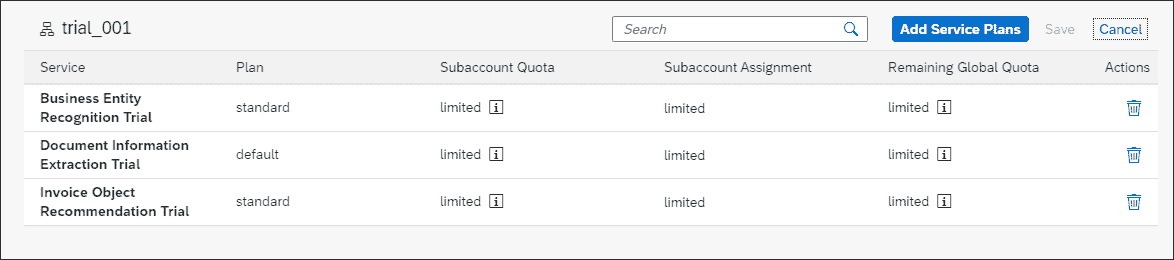 trial_001
Search
Add Service Plans
Save
Cancel
Service Plan Subaccount Quota Subaccount Assignment Remaining Global Quota Actions
Business Entity
Recognition Trial
standard limited limited limited
Document Information
Extraction Trial
default limited limited limited
Invoice Object
Recommendation Trial
standard limited limited limited